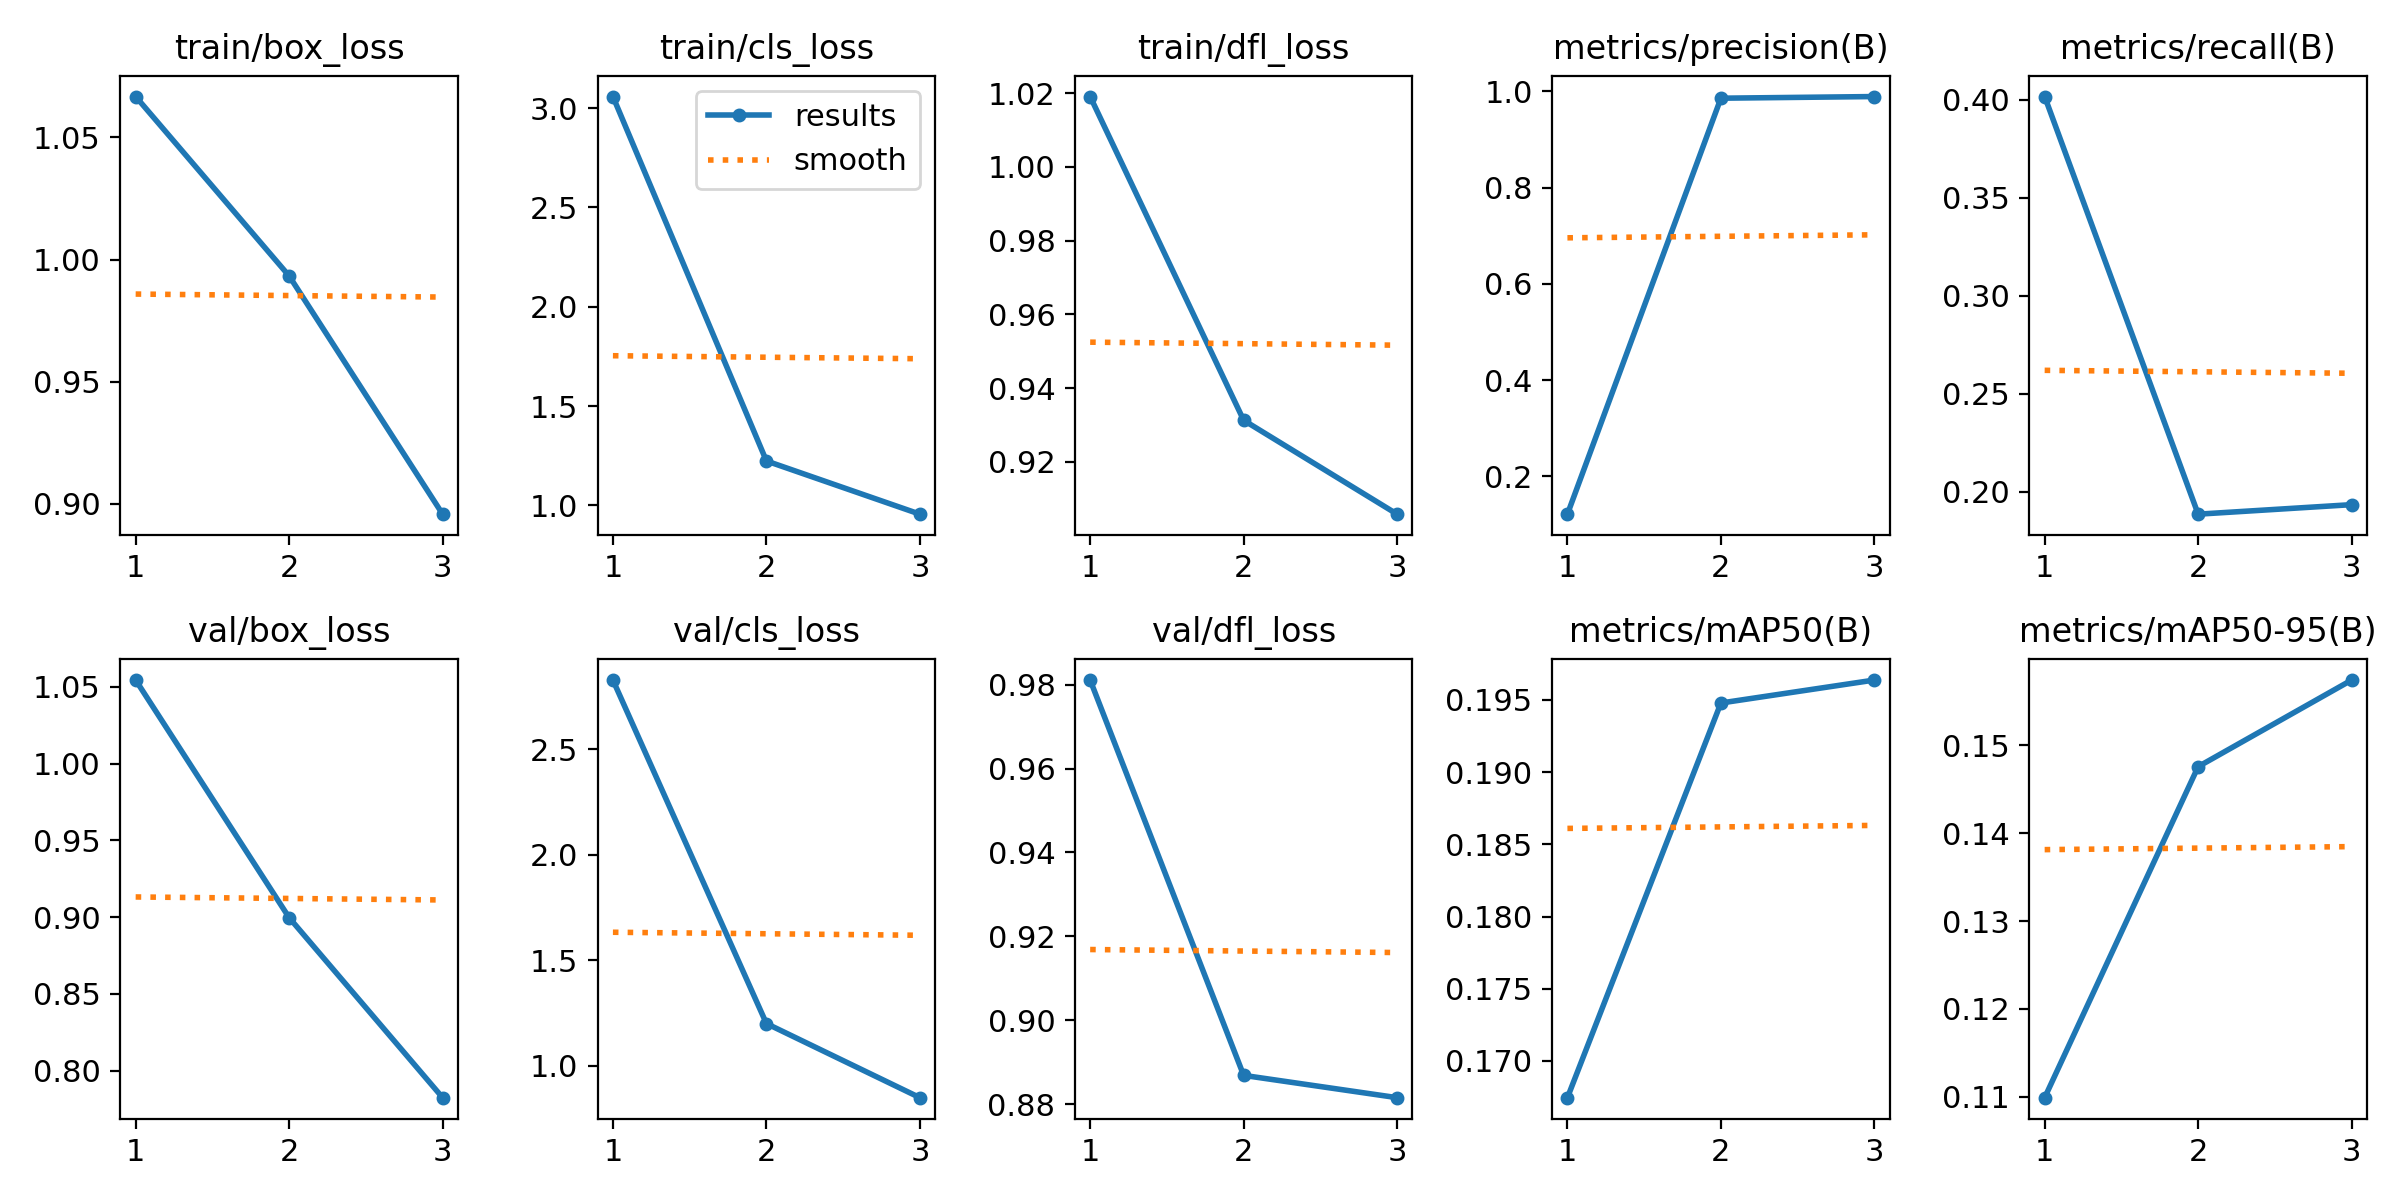 train/box_loss
1.05
1.00
0.95
0.90
1 2 3
train/cls_loss
results
smooth
3.0
2.5
2.0
1.5
1.0
1 2 3
train/dfl_loss
1.02
1.00
0.98
0.96
0.94
0.92
1 2 3
metrics/precision(B)
1.0
0.8
0.6
0.4
0.2
1 2 3
metrics/recall(B)
0.40
0.35
0.30
0.25
0.20
1 2 3
val/box_loss
1.05
1.00
0.95
0.90
0.85
0.80
1 2 3
val/cls_loss
2.5
2.0
1.5
1.0
1 2 3
val/dfl_loss
0.98
0.96
0.94
0.92
0.90
0.88
1 2 3
metrics/mAP50(B)
0.195
0.190
0.185
0.180
0.175
0.170
1 2 3
metrics/mAP50-95(B)
0.15
0.14
0.13
0.12
0.11
1 2 3